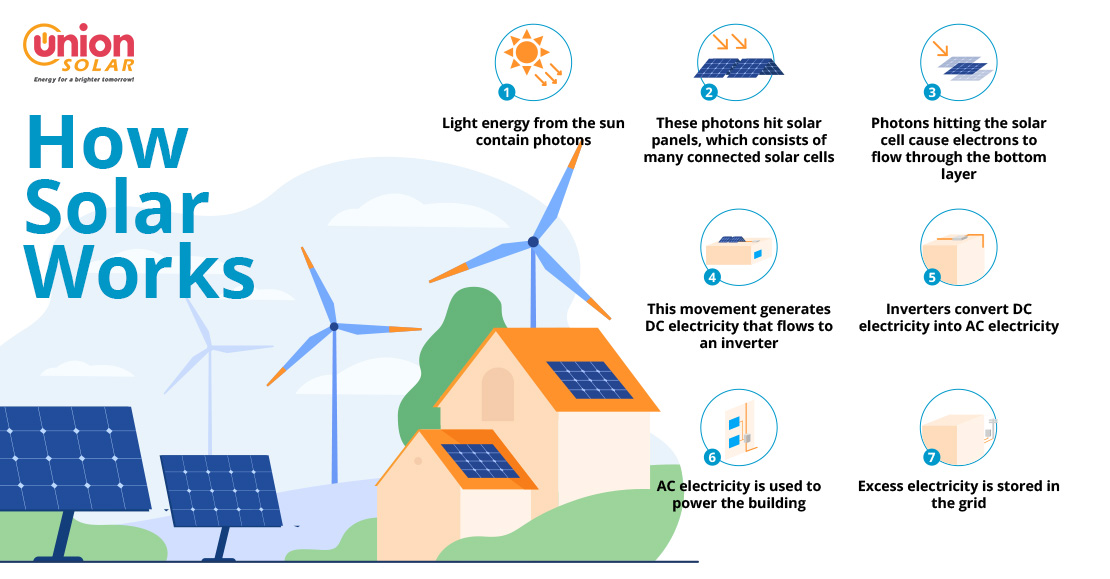 union
SOLAR
Energy for a brighter tomorrow!
How
Solar
Works
1
Light energy from the sun
contain photons
2
These photons hit solar
panels, which consists of
many connected solar cells
3
Photons hitting the solar
cell cause electrons to
flow through the bottom
layer
4
This movement generates
DC electricity that flows to
an inverter
5
Inverters convert DC
electricity into AC electricity
6
AC electricity is used to
power the building
7
Excess electricity is stored in
the grid